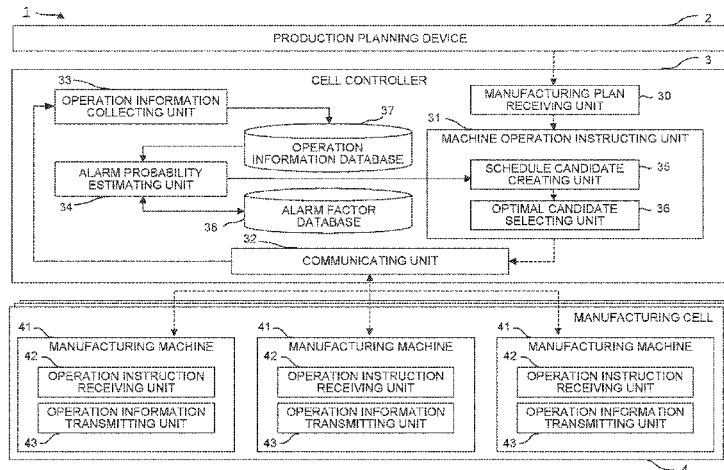 1
2
PRODUCTION PLANNING DEVICE
3
CELL CONTROLLER
33
OPERATION INFORMATION
COLLECTING UNIT
37
OPERATION
INFORMATION DATABASE
MANUFACTURING PLAN
RECEIVING UNIT
30
31
MACHINE OPERATION INSTRUCTING UNIT
ALARM PROBABILITY
ESTIMATING UNIT
34
SCHEDULE CANDIDATE
CREATING UNIT
35
ALARM FACTOR
DATABASE
38
OPTIMAL CANDIDATE
SELECTING UNIT
36
32
COMMUNICATING UNIT
MANUFACTURING CELL
41
MANUFACTURING MACHINE
42
OPERATION INSTRUCTION
RECEIVING UNIT
OPERATION INFORMATION
TRANSMITTING UNIT
43
41
MANUFACTURING MACHINE
42
OPERATION INSTRUCTION
RECEIVING UNIT
OPERATION INFORMATION
TRANSMITTING UNIT
43
41
MANUFACTURING MACHINE
42
OPERATION INSTRUCTION
RECEIVING UNIT
OPERATION INFORMATION
TRANSMITTING UNIT
43
4